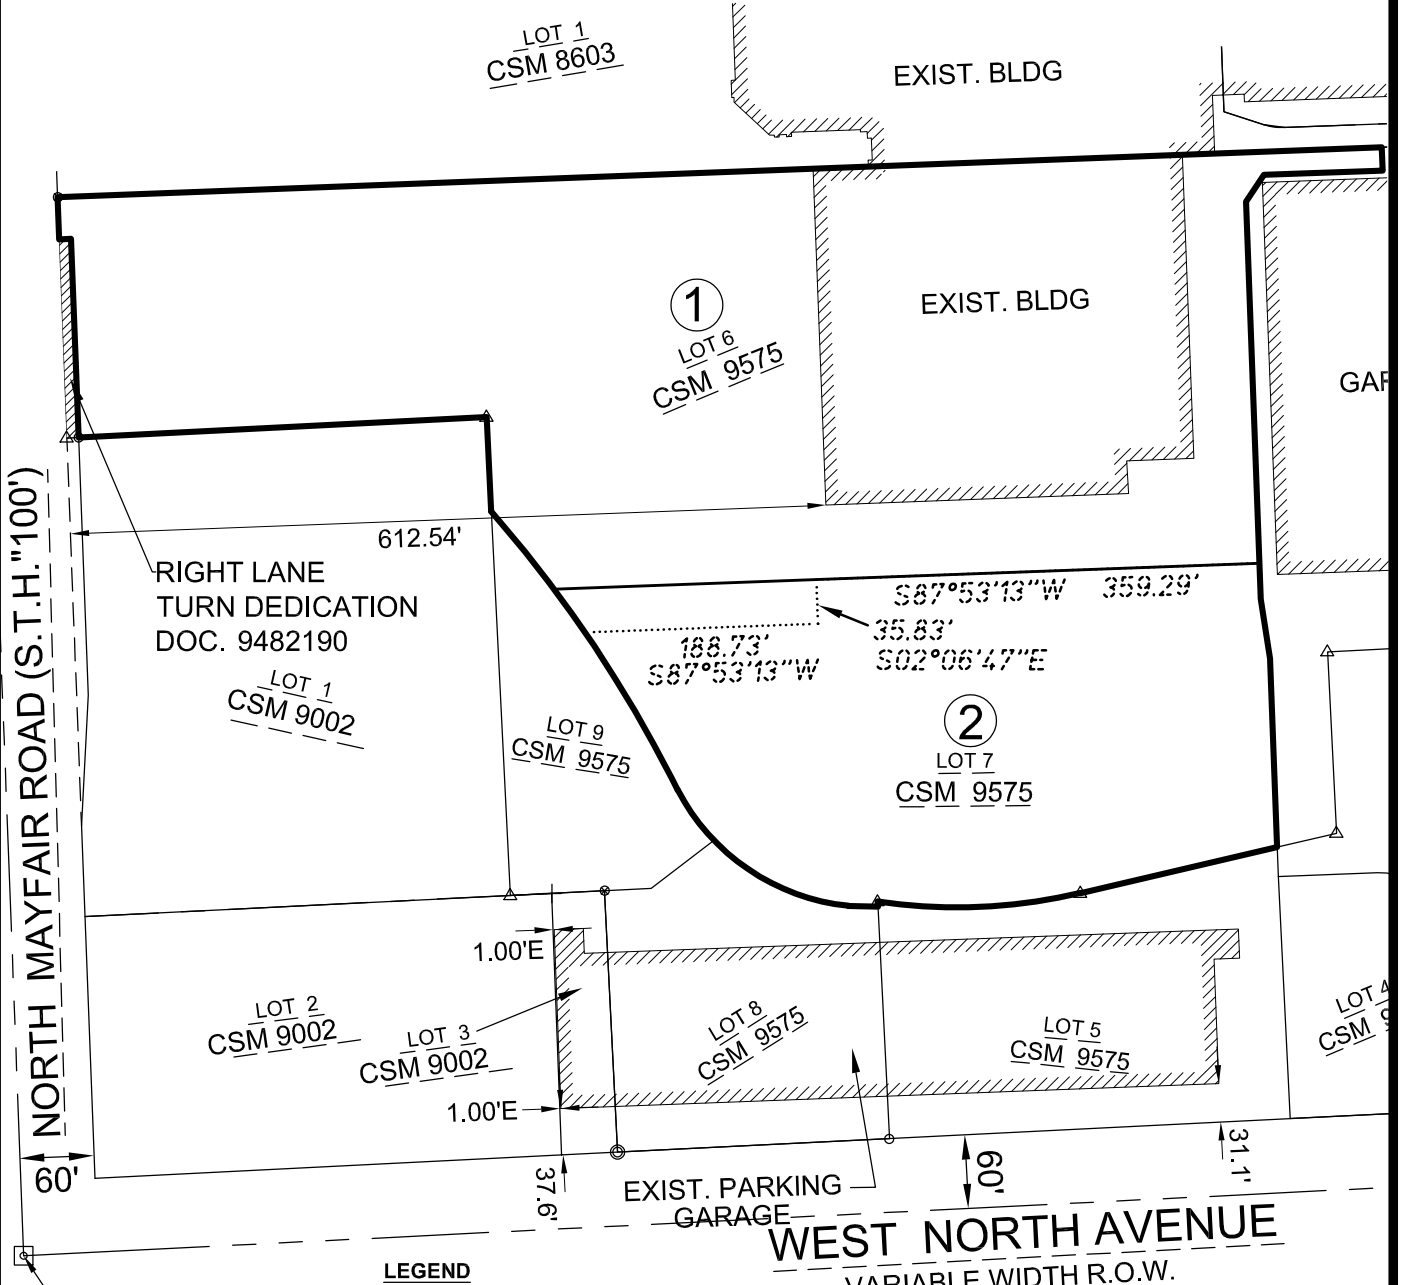 LOT 1
CSM 8603
EXIST. BLDG
1
LOT 6
CSM 9575
EXIST. BLDG
612.54'
RIGHT LANE
TURN DEDICATION
DOC. 9482190
S87°53'13"W 359.29'
35.83'
S02°06'47"E
188.73'
S87°53'13"W
LOT 1
CSM 9002
LOT 9
CSM 9575
2
LOT 7
CSM 9575
NORTH MAYFAIR ROAD (S.T.H."100')
1.00'E
LOT 2
CSM 9002
LOT 3
CSM 9002
LOT 8
CSM 9575
LOT 5
CSM 9575
LOT 4
CSM
1.00'E
60'
37.6'
EXIST. PARKING
GARAGE
60'
31.1'
WEST NORTH AVENUE
VARIABLE WIDTH R.O.W.
LEGEND